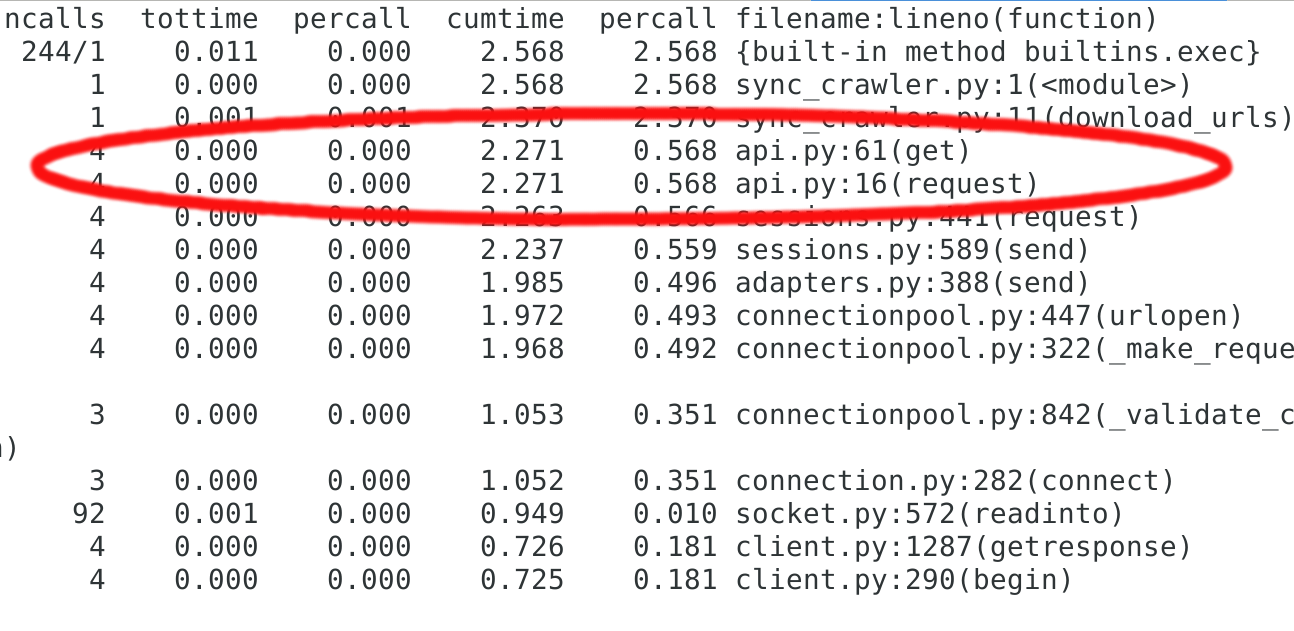 ncalls tottime percall cumtime percall filename:lineno(function)
244/1 0.011 0.000 2.568 2.568 {built-in method builtins.exec}
1 0.000 0.000 2.568 2.568 sync_crawler.py:1(<module>)
1 0.001 0.001 2.370 2.370 sync_crawler.py:11(download_urls)
4 0.000 0.000 2.271 0.568 api.py:61(get)
4 0.000 0.000 2.271 0.568 api.py:16(request)
4 0.000 0.000 2.263 0.566 sessions.py:441(request)
4 0.000 0.000 2.237 0.559 sessions.py:589(send)
4 0.000 0.000 1.985 0.496 adapters.py:388(send)
4 0.000 0.000 1.972 0.493 connectionpool.py:447(urlopen)
4 0.000 0.000 1.968 0.492 connectionpool.py:322(_make_reque
3 0.000 0.000 1.053 0.351 connectionpool.py:842(_validate_c
)
3 0.000 0.000 1.052 0.351 connection.py:282(connect)
92 0.001 0.000 0.949 0.010 socket.py:572(readinto)
4 0.000 0.000 0.726 0.181 client.py:1287(getresponse)
4 0.000 0.000 0.725 0.181 client.py:290(begin)